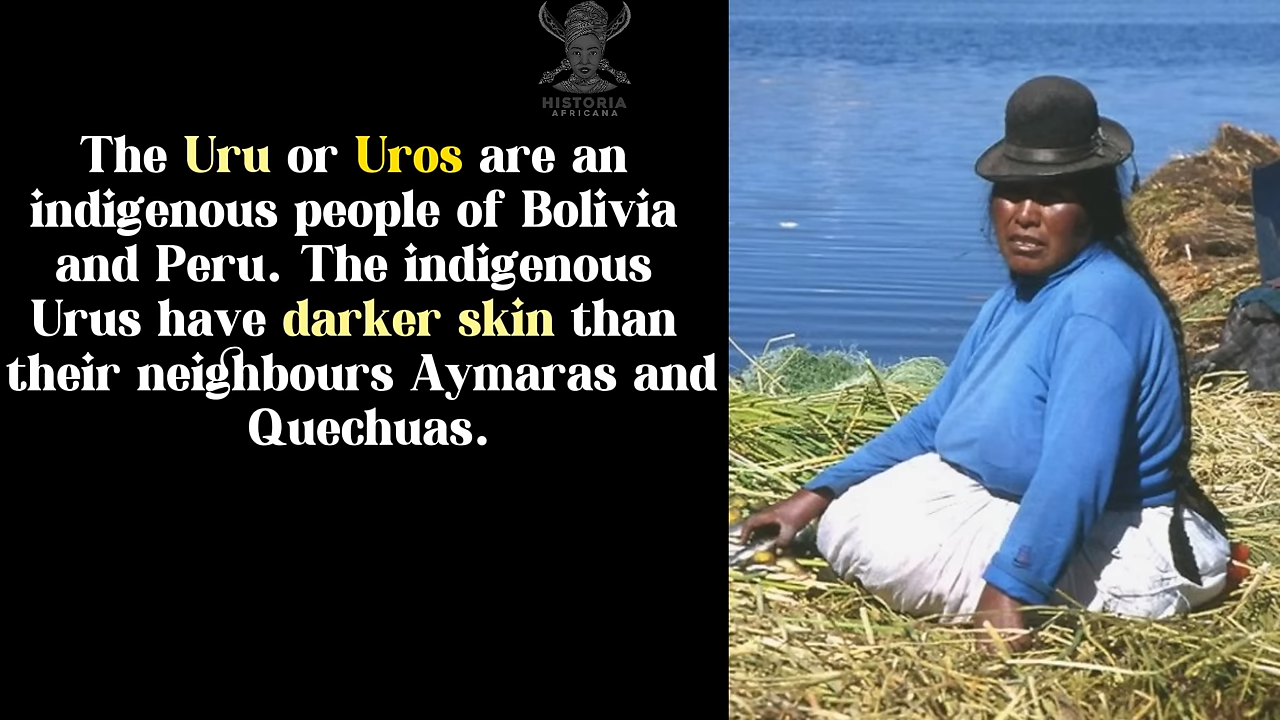 HISTORIA
AFRICANA
The Uru or Uros are an
indigenous people of Bolivia
and Peru. The indigenous
Urus have darker skin than
their neighbours Aymaras and
Quechuas.